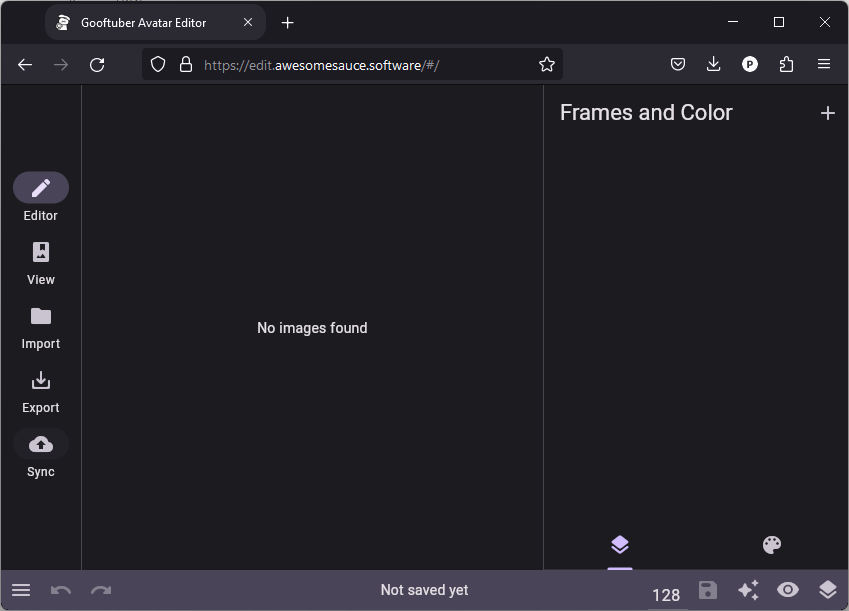 Gooftuber Avatar Editor
https://edit.awesomesauce.software/#/
P
Frames and Color
Editor
View
Import
Export
Sync
No images found
Not saved yet
128